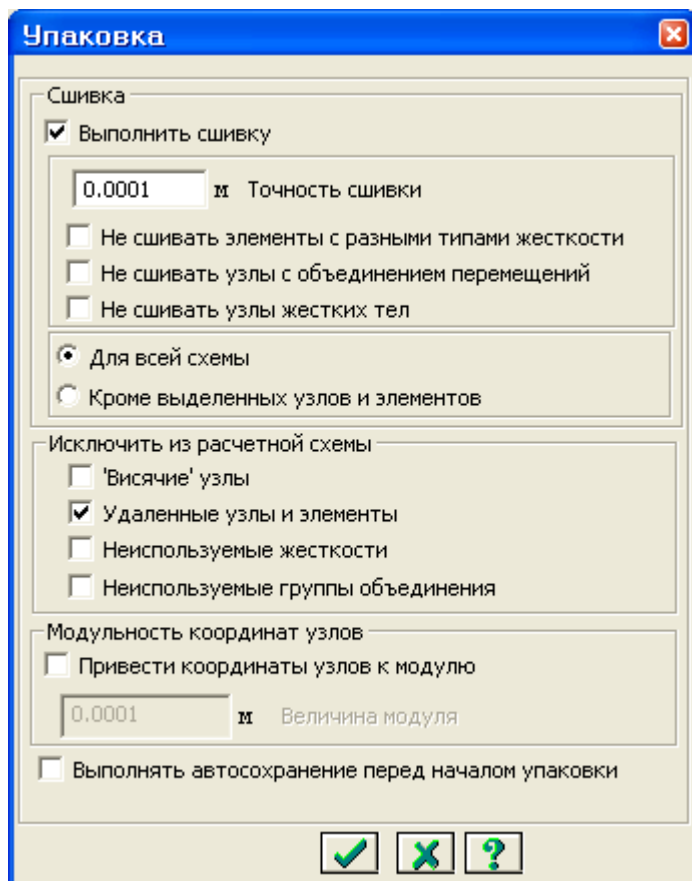 Упаковка
Сшивка
Выполнить сшивку
0.0001 м Точность сшивки
Не сшивать элементы с разными типами жесткости
Не сшивать узлы с объединением перемещений
Не сшивать узлы жестких тел
Для всей схемы
Кроме выделенных узлов и элементов
Исключить из расчетной схемы
'Висячие' узлы
Удаленные узлы и элементы
Неиспользуемые жесткости
Неиспользуемые группы объединения
Модульность координат узлов
Привести координаты узлов к модулю
0.0001 м Величина модуля
Выполнять автосохранение перед началом упаковки
?